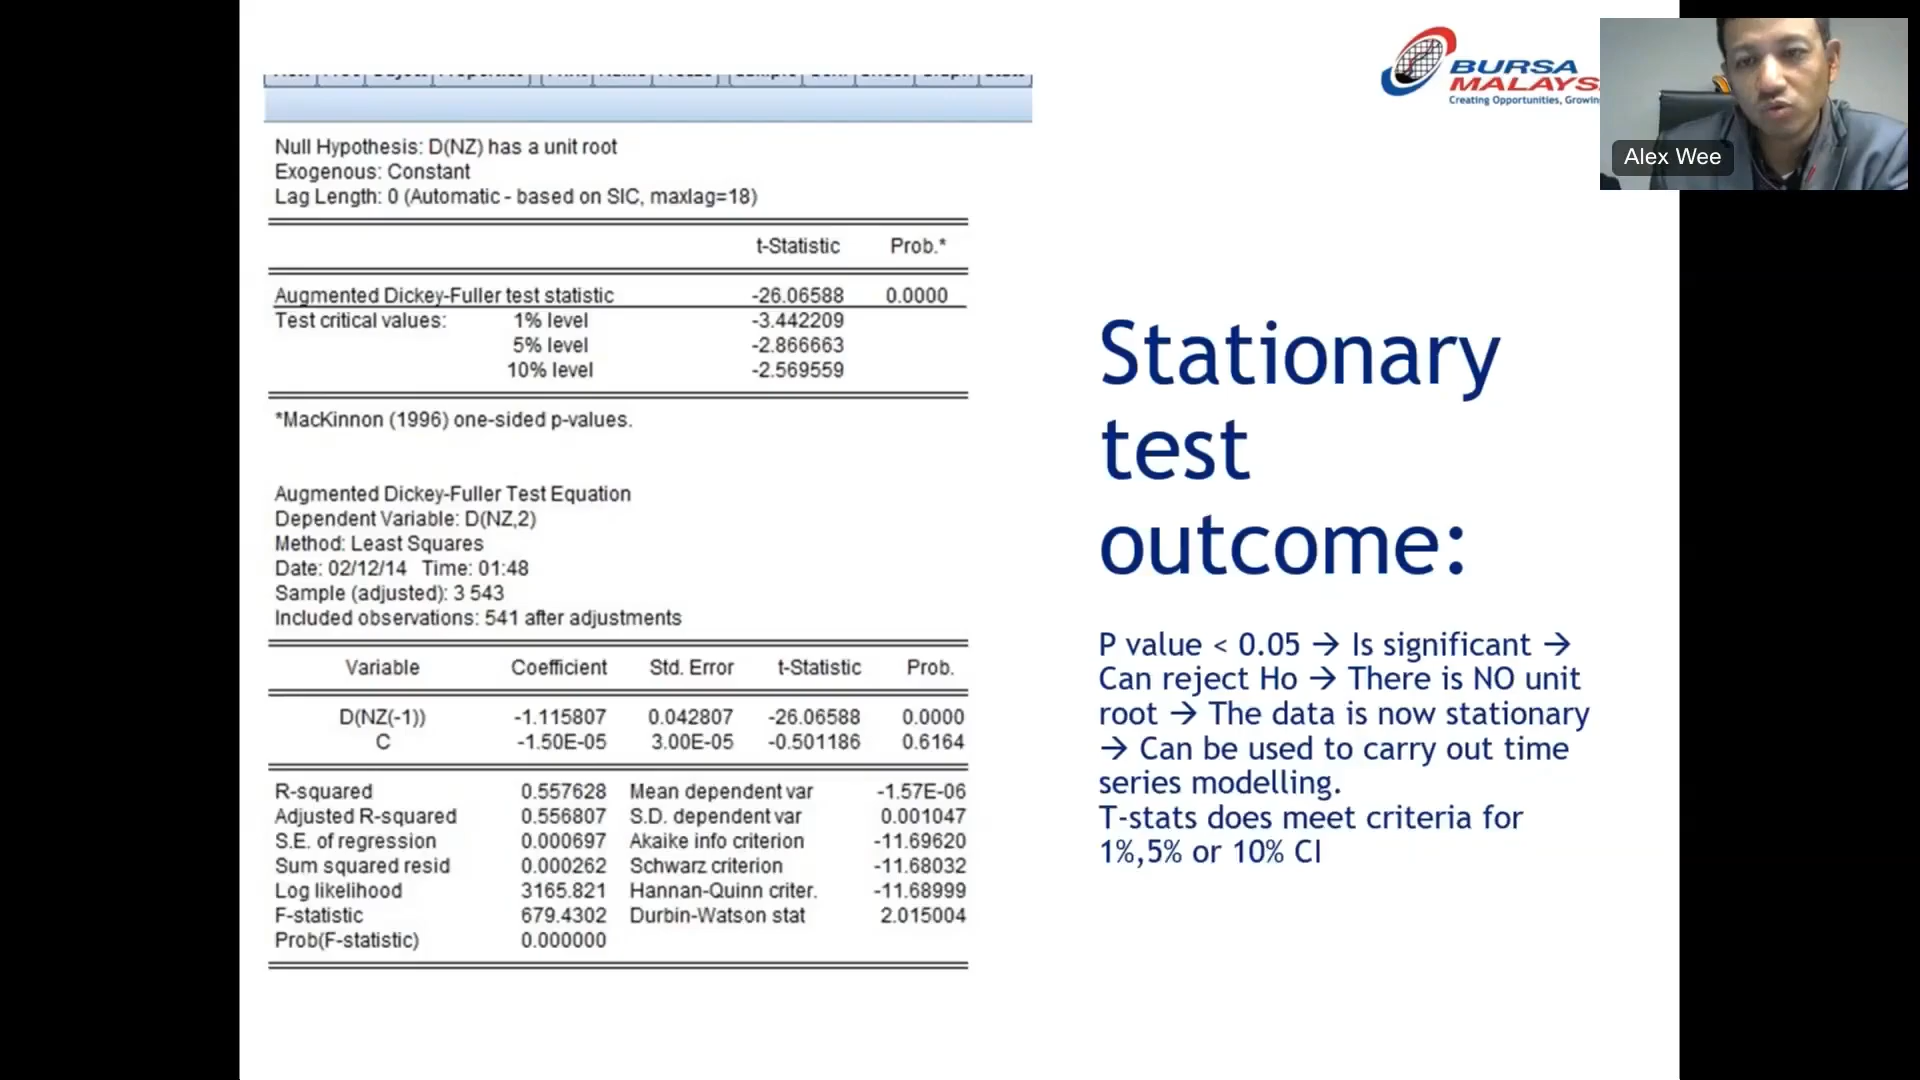 BURSA
MALAYS
Creating Opportunities, Growin
Alex Wee
Null Hypothesis: D(NZ) has a unit root
Exogenous: Constant
Lag Length: 0 (Automatic - based on SIC, maxlag=18)
t-Statistic Prob.*
Augmented Dickey-Fuller test statistic -26.06588 0.0000
Test critical values: 1% level -3.442209
5% level -2.866663
10% level -2.569559
*MacKinnon (1996) one-sided p-values.
Augmented Dickey-Fuller Test Equation
Dependent Variable: D(NZ,2)
Method: Least Squares
Date: 02/12/14 Time: 01:48
Sample (adjusted): 3 543
Included observations: 541 after adjustments
Variable Coefficient Std. Error t-Statistic Prob.
D(NZ(-1)) -1.115807 0.042807 -26.06588 0.0000
C -1.50E-05 3.00E-05 -0.501186 0.6164
R-squared 0.557628 Mean dependent var -1.57E-06
Adjusted R-squared 0.556807 S.D. dependent var 0.001047
S.E. of regression 0.000697 Akaike info criterion -11.69620
Sum squared resid 0.000262 Schwarz criterion -11.68032
Log likelihood 3165.821 Hannan-Quinn criter. -11.68999
F-statistic 679.4302 Durbin-Watson stat 2.015004
Prob(F-statistic) 0.000000
Stationary
test
outcome:
P value < 0.05 → Is significant →
Can reject Ho → There is NO unit
root → The data is now stationary
→ Can be used to carry out time
series modelling.
T-stats does meet criteria for
1%,5% or 10% CI